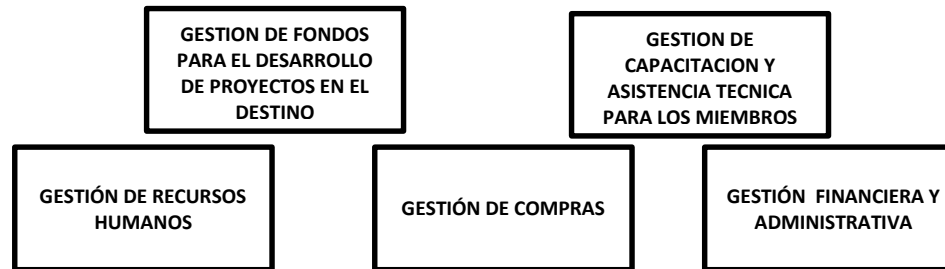 GESTION DE FONDOS
PARA EL DESARROLLO
DE PROYECTOS EN EL
DESTINO
GESTION DE
CAPACITACION Y
ASISTENCIA TECNICA
PARA LOS MIEMBROS
GESTIÓN DE RECURSOS
HUMANOS
GESTIÓN DE COMPRAS
GESTIÓN  FINANCIERA Y
ADMINISTRATIVA